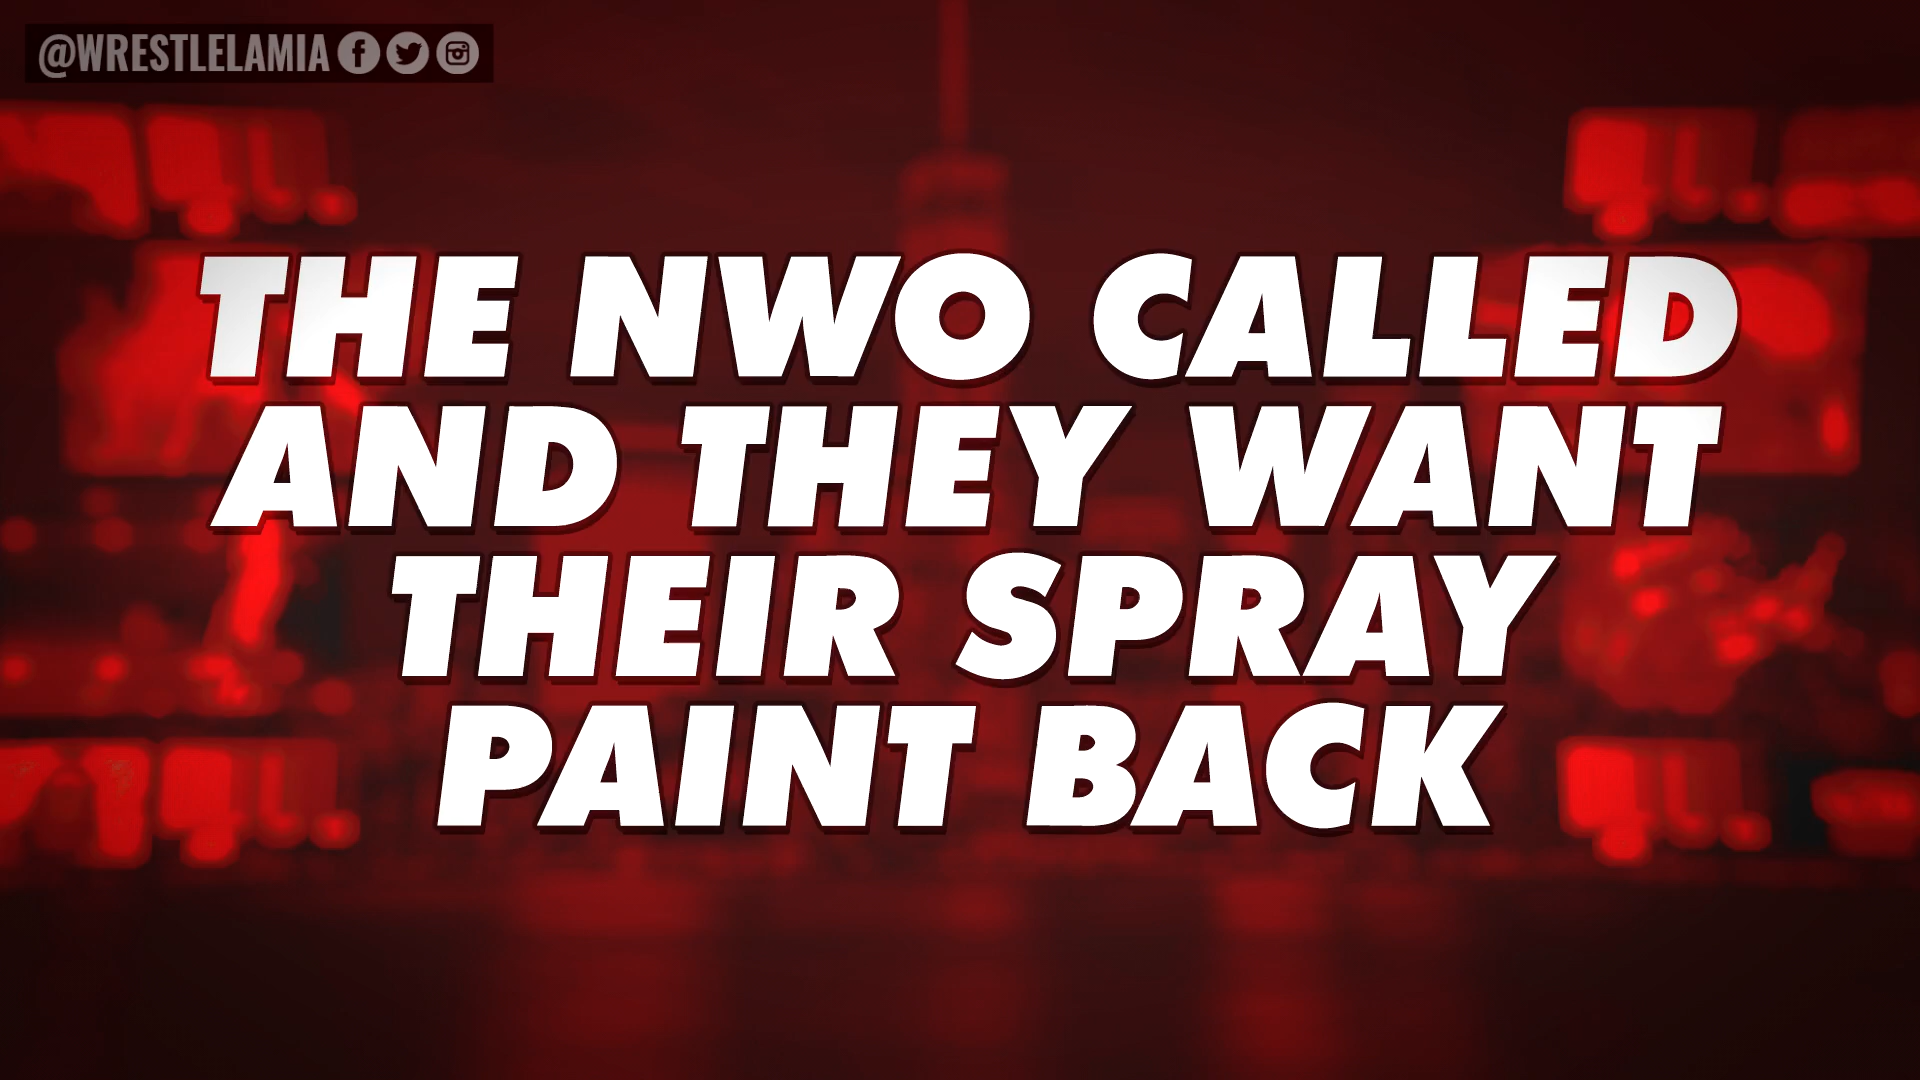 @WRESTLELAMIA
THE NWO CALLED
AND THEY WANT
THEIR SPRAY
PAINT BACK